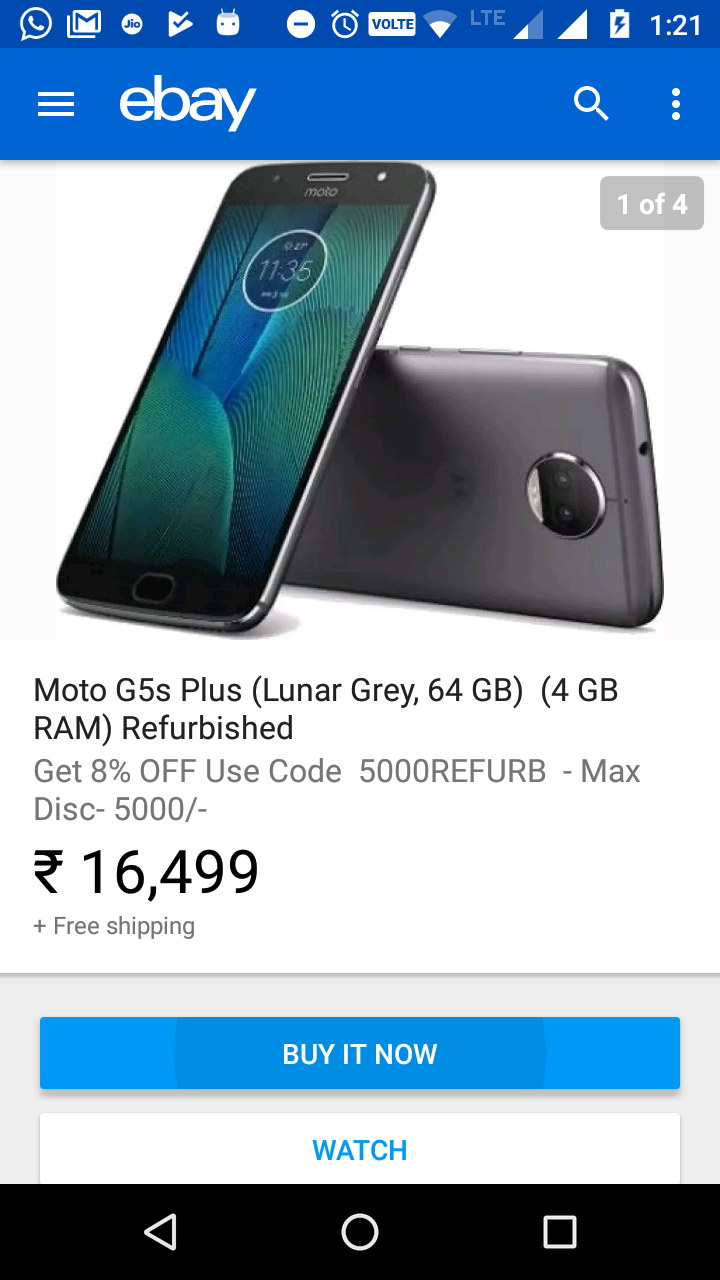 Jio VOLTE LTE 1:21
ebay
1 of 4
moto
11:35
Moto G5s Plus (Lunar Grey, 64 GB)  (4 GB
RAM) Refurbished
Get 8% OFF Use Code  5000REFURB  - Max
Disc- 5000/-
₹ 16,499
+ Free shipping
BUY IT NOW
WATCH